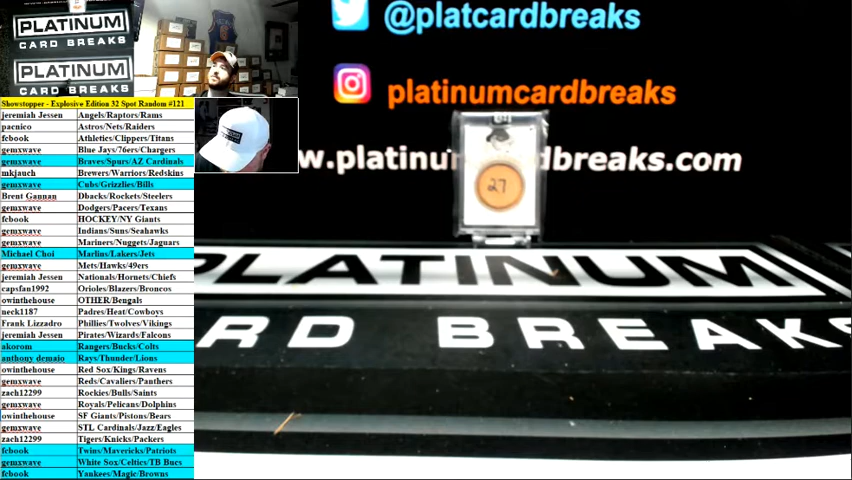 PLATINUM
CARD BREAKS
PLATINUM
CARD BREAKS
@platcardbreaks
platinumcardbreaks
w.platinumcardbreaks.com
27
PLATINUM
RD BREAKS
Showstopper - Explosive Edition 32 Spot Random #121
jeremiah Jessen Angels/Raptors/Rams
pacnico Astros/Nets/Raiders
fcbook Athletics/Clippers/Titans
gemxwave Blue Jays/76ers/Chargers
gemxwave Braves/Spurs/AZ Cardinals
mkjauch Brewers/Warriors/Redskins
gemxwave Cubs/Grizzlies/Bills
Brent Gannan Dbacks/Rockets/Steelers
gemxwave Dodgers/Pacers/Texans
fcbook HOCKEY/NY Giants
gemxwave Indians/Suns/Seahawks
gemxwave Mariners/Nuggets/Jaguars
Michael Choi Marlins/Lakers/Jets
gemxwave Mets/Hawks/49ers
jeremiah Jessen Nationals/Hornets/Chiefs
capsfan1992 Orioles/Blazers/Broncos
owinthehouse OTHER/Bengals
neck1187 Padres/Heat/Cowboys
Frank Lizzadro Phillies/Twolves/Vikings
jeremiah Jessen Pirates/Wizards/Falcons
akorom Rangers/Bucks/Colts
anthony demaio Rays/Thunder/Lions
owinthehouse Red Sox/Kings/Ravens
gemxwave Reds/Cavaliers/Panthers
zach12299 Rockies/Bulls/Saints
gemxwave Royals/Pelicans/Dolphins
owinthehouse SF Giants/Pistons/Bears
gemxwave STL Cardinals/Jazz/Eagles
zach12299 Tigers/Knicks/Packers
fcbook Twins/Mavericks/Patriots
gemxwave White Sox/Celtics/TB Bucs
fcbook Yankees/Magic/Browns